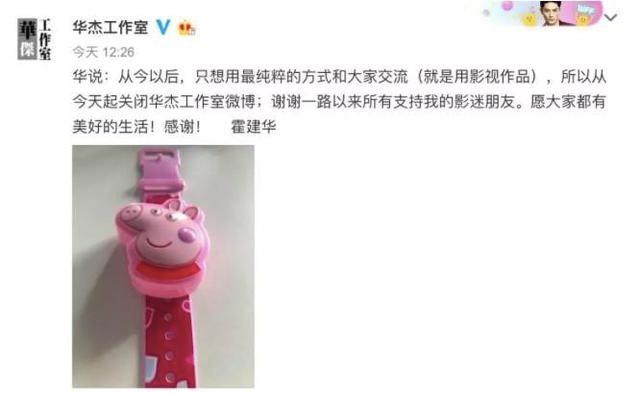 華傑
工作室
华杰工作室
今天 12:26
华说：从今以后，只想用最纯粹的方式和大家交流（就是用影视作品），所以从
今天起关闭华杰工作室微博；谢谢一路以来所有支持我的影迷朋友。愿大家都有
美好的生活！感谢！ 霍建华